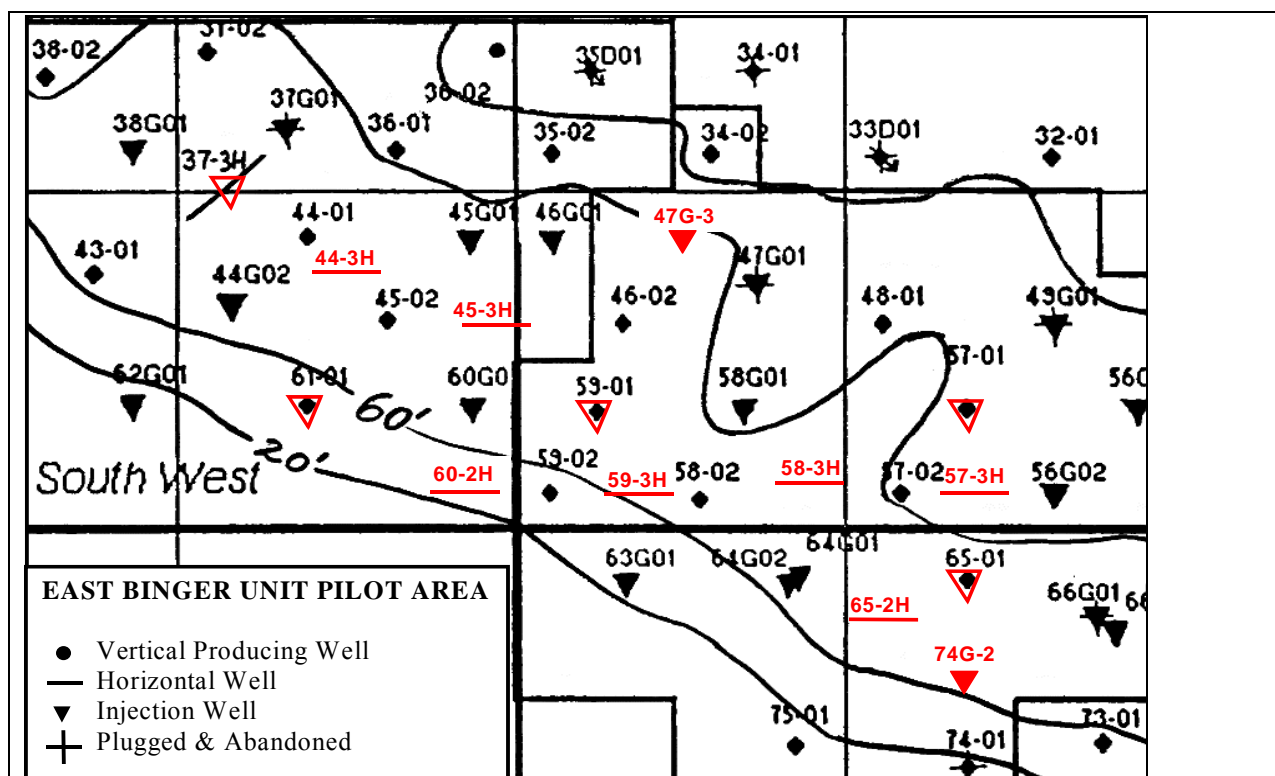 38-02
31-02
36-02
35D01
34-01
38G01
37G01
36-01
35-02
34-02
33D01
32-01
37-3H
44-01
45G01
46G01
47G-3
43-01
44G02
44-3H
45-02
45-3H
46-02
47G01
48-01
49G01
62G01
61-01
60G0
59-01
58G01
57-01
56G
60'
20'
South West
60-2H
59-02
59-3H
58-02
58-3H
57-02
57-3H
56G02
63G01
64G02
64G01
65-01
65-2H
66G01
66
74G-2
75-01
74-01
73-01
EAST BINGER UNIT PILOT AREA
Vertical Producing Well
Horizontal Well
Injection Well
Plugged & Abandoned